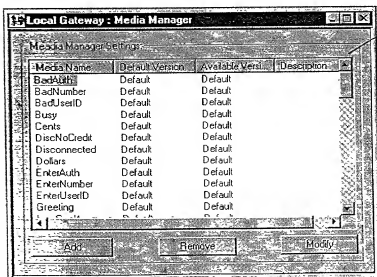 Local Gateway : Media Manager
Media Manager Settings
Media Name Default Version Available Versi... Description
BadAuth Default Default
BadNumber Default Default
BadUserID Default Default
Busy Default Default
Cents Default Default
DiscNoCredit Default Default
Disconnected Default Default
Dollars Default Default
EnterAuth Default Default
EnterNumber Default Default
EnterUserID Default Default
Greeting Default Default
Add Remove Modify